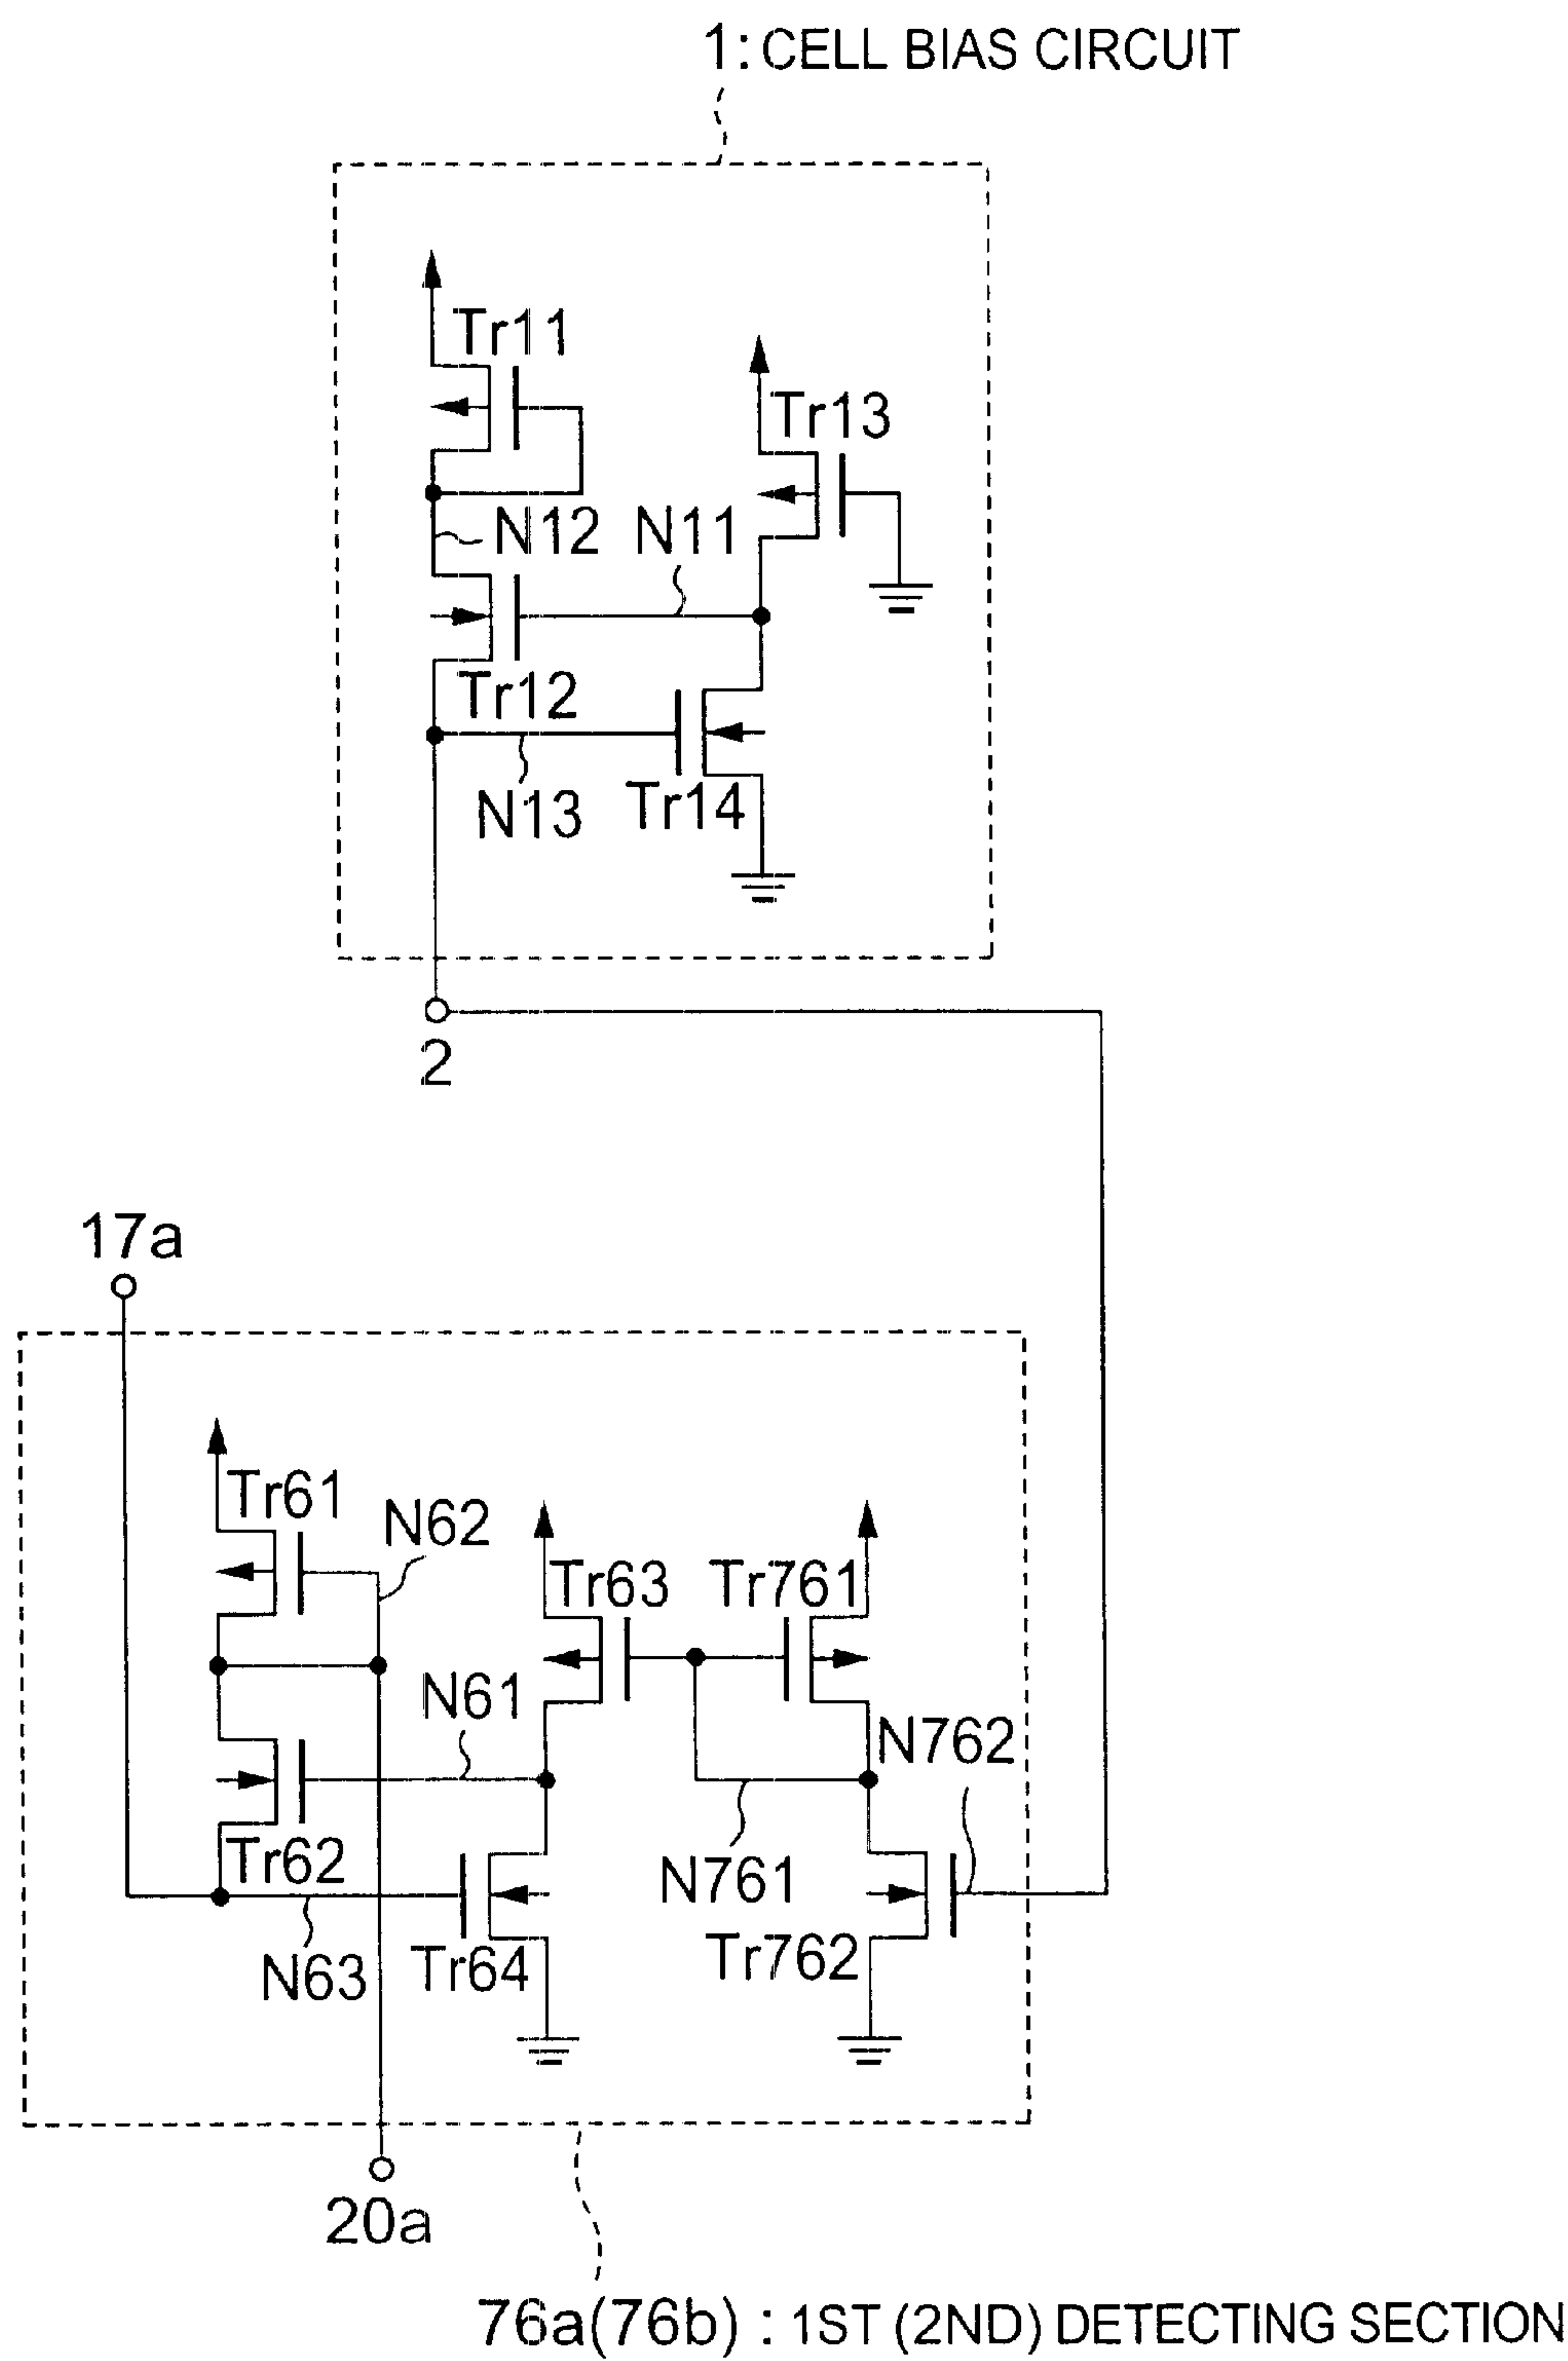 1: CELL BIAS CIRCUIT
Tr11
Tr13
N12
N11
Tr12
N13
Tr14
2
17a
Tr61
N62
Tr63
Tr761
N61
N762
Tr62
N761
N63
Tr64
Tr762
20a
76a(76b) : 1ST (2ND) DETECTING SECTION